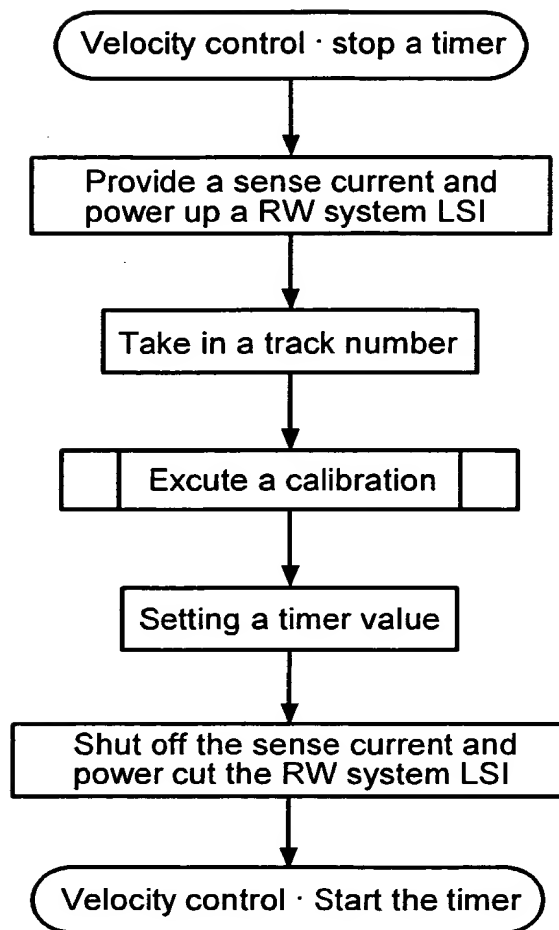 Velocity control · stop a timer
Provide a sense current and
power up a RW system LSI
Take in a track number
Excute a calibration
Setting a timer value
Shut off the sense current and
power cut the RW system LSI
Velocity control · Start the timer